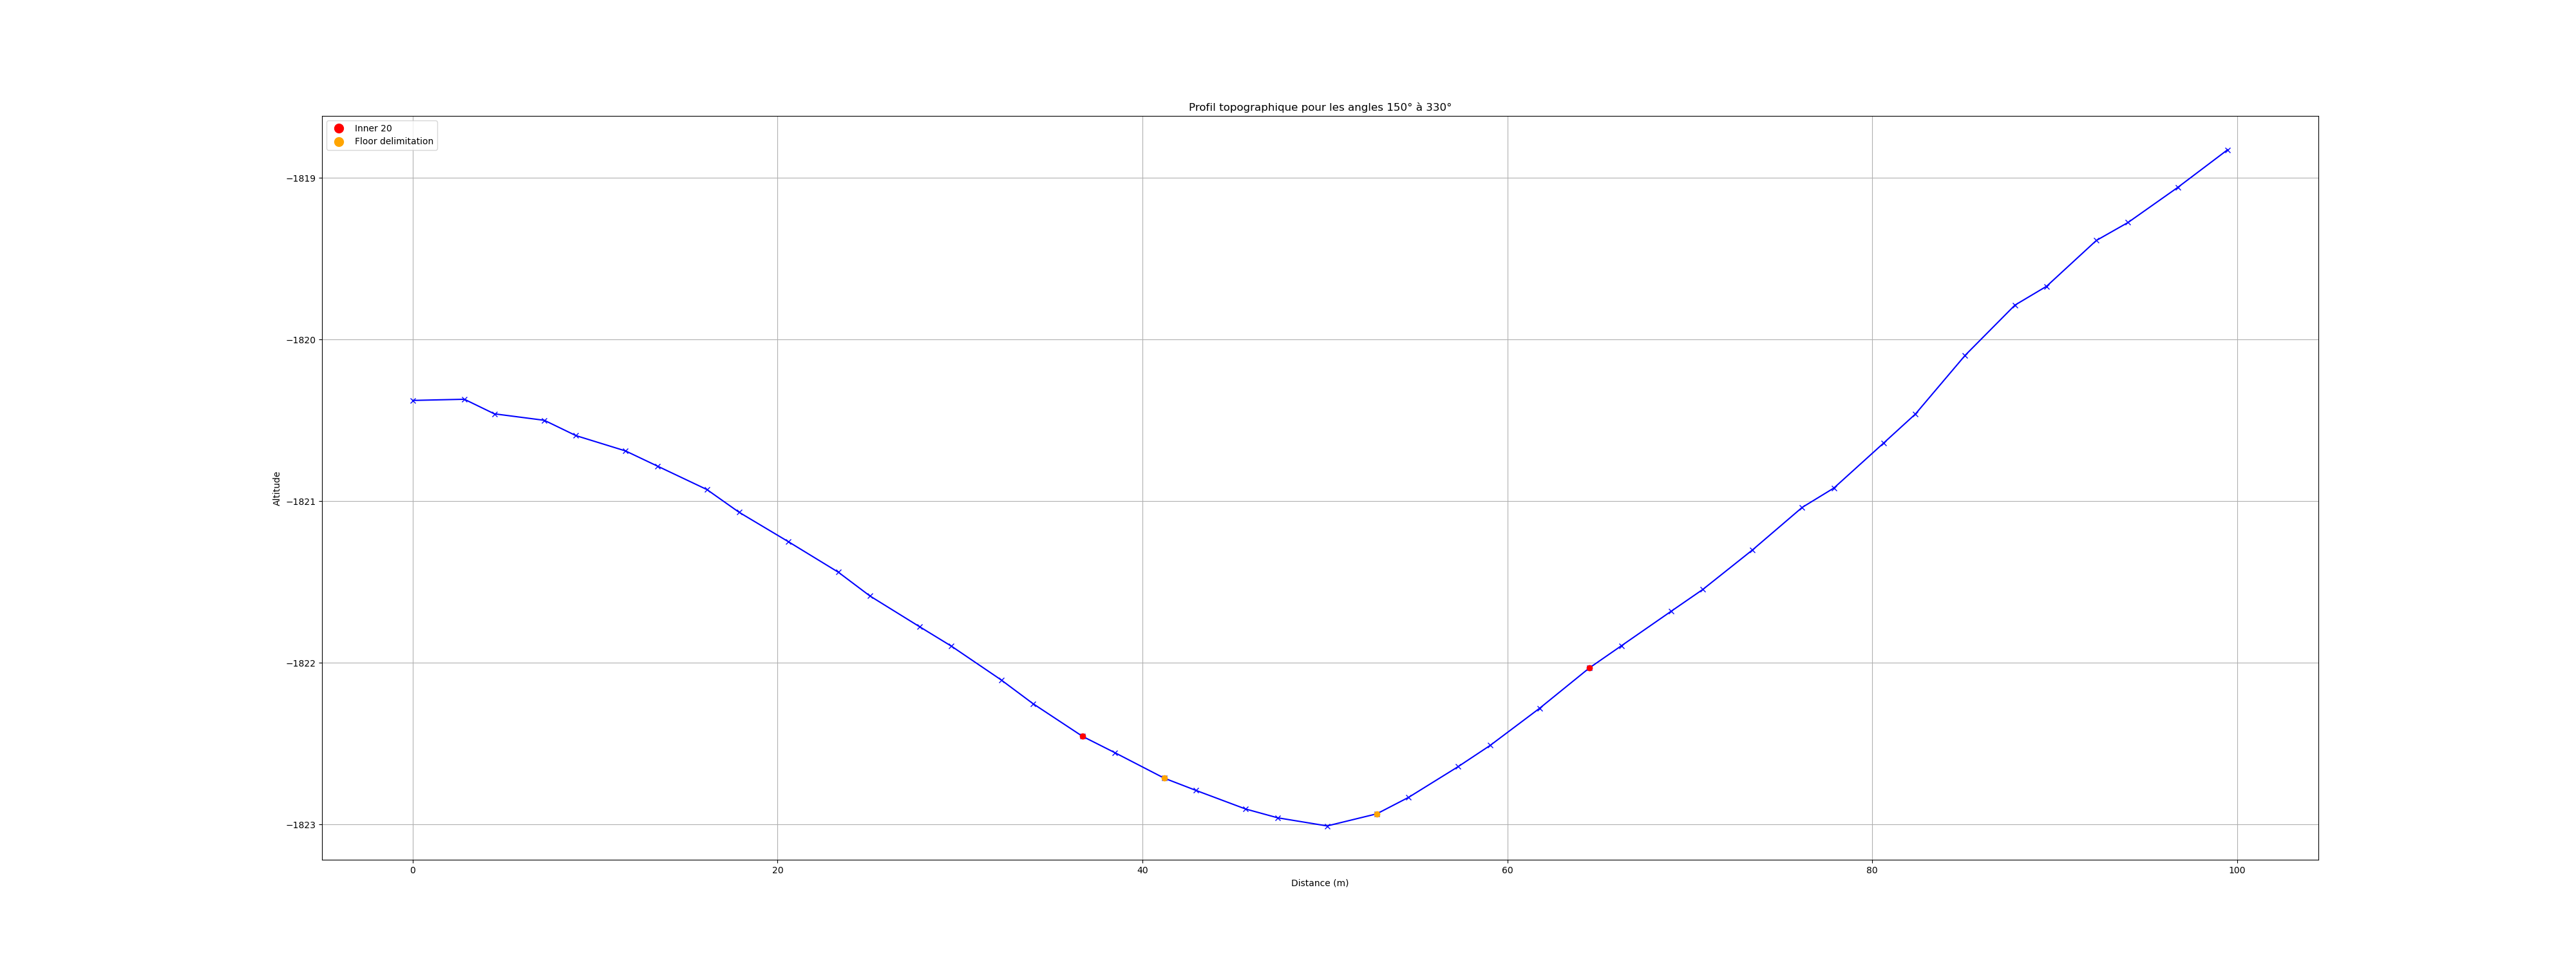 Profil topographique pour les angles 150° à 330°
Inner 20
Floor delimitation
Altitude
−1819
−1820
−1821
−1822
−1823
0 20 40 60 80 100
Distance (m)